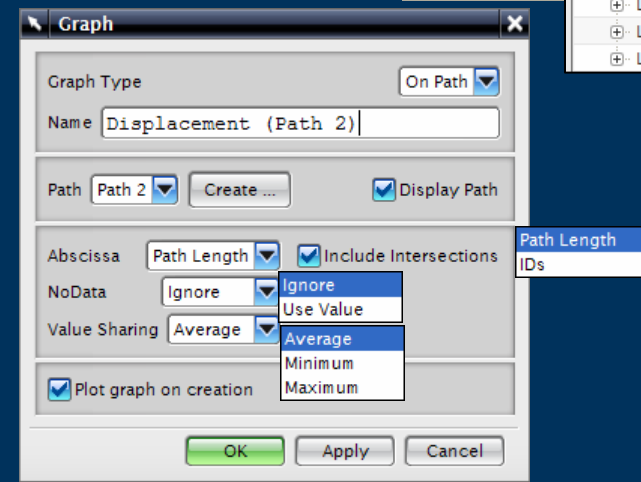 Graph
Graph Type On Path
Name Displacement (Path 2)
Path Path 2 Create ... Display Path
Abscissa Path Length Include Intersections
Path Length
IDs
NoData Ignore
Ignore
Use Value
Value Sharing Average
Average
Minimum
Maximum
Plot graph on creation
OK Apply Cancel